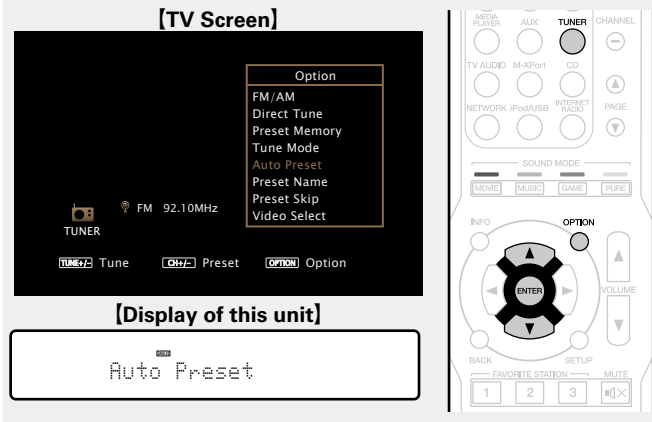 【TV Screen】
Option
FM/AM
Direct Tune
Preset Memory
Tune Mode
Auto Preset
Preset Name
Preset Skip
Video Select
FM 92.10MHz
TUNER
TUNE+/- Tune CH+/- Preset OPTION Option
【Display of this unit】
Auto Preset
MEDIA PLAYER AUX TUNER CHANNEL
TV AUDIO M-XPort CD
NETWORK iPod/USB INTERNET RADIO PAGE
SOUND MODE
MOVIE MUSIC GAME PURE
INFO OPTION
ENTER VOLUME
BACK SETUP
FAVORITE STATION MUTE
1 2 3